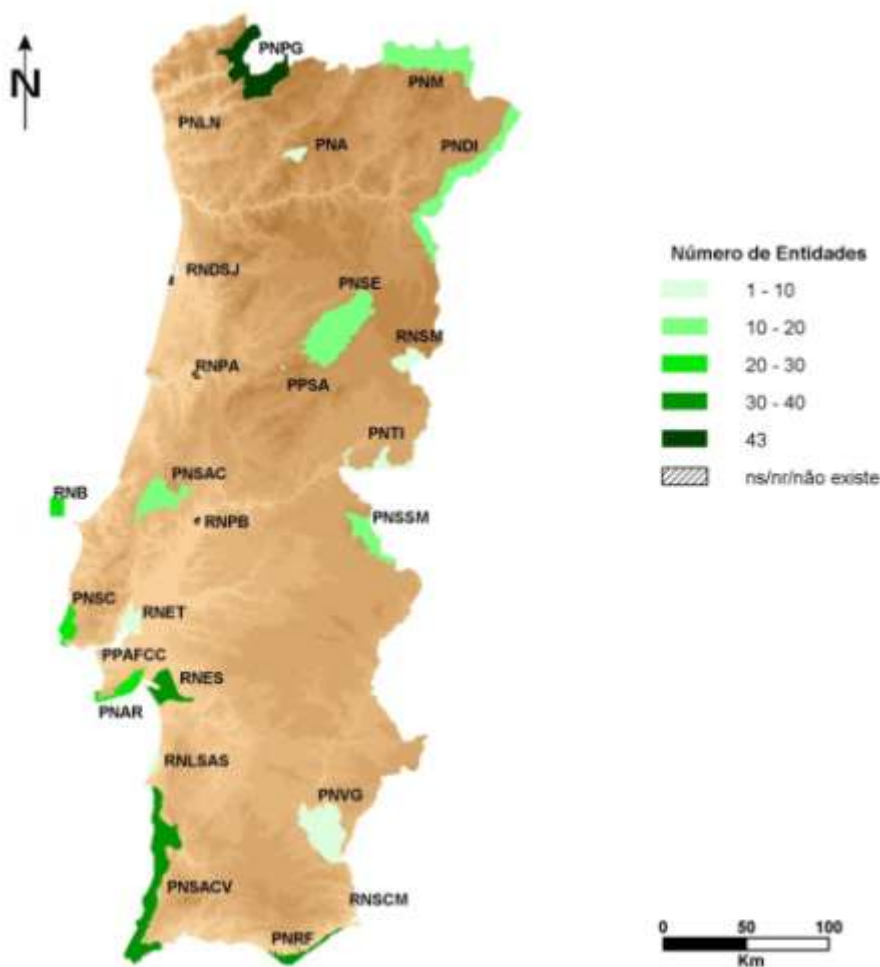 N
PNPG
PNM
PNLN
PNA
PNDI
RNDSJ
PNSE
RNSM
RNPA
PPSA
PNTI
PNSAC
RNB
RNPB
PNSSM
PNSC
RNET
PPAFCC
RNES
PNAR
RNLSAS
PNVG
PNSACV
RNSCM
PNRF
Número de Entidades
1 - 10
10 - 20
20 - 30
30 - 40
43
ns/nr/não existe
0 50 100
Km